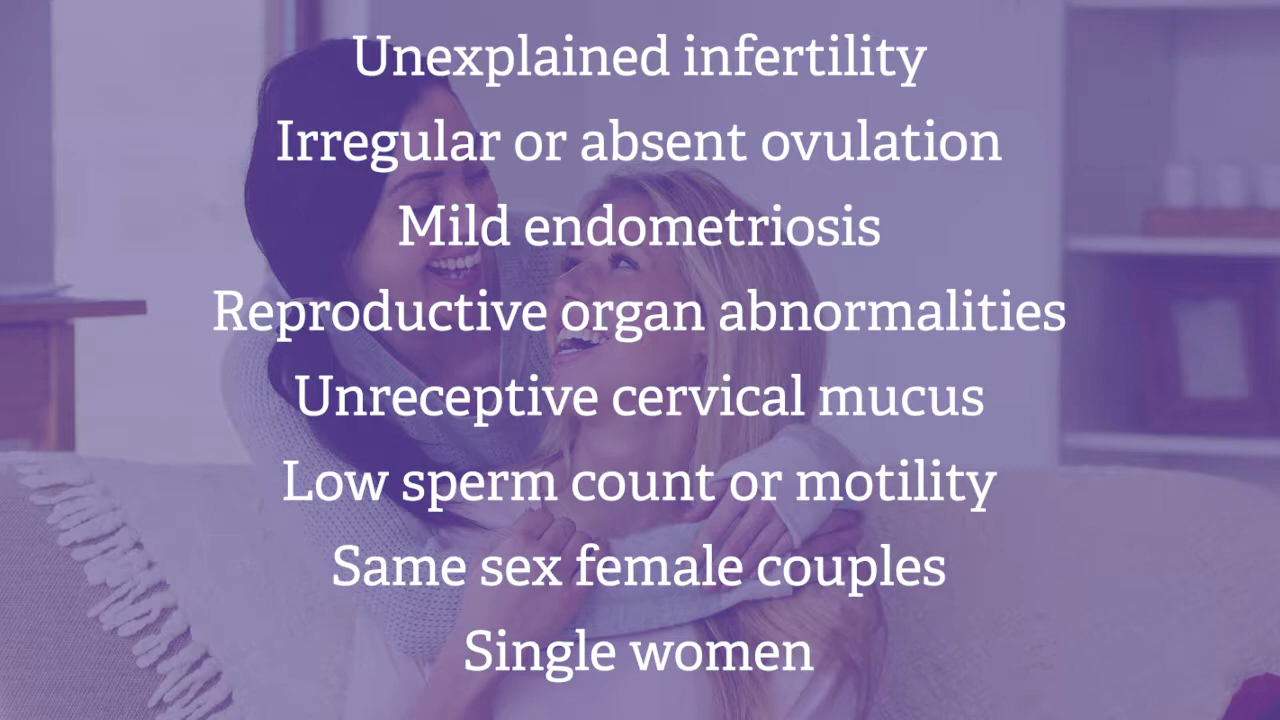 Unexplained infertility
Irregular or absent ovulation
Mild endometriosis
Reproductive organ abnormalities
Unreceptive cervical mucus
Low sperm count or motility
Same sex female couples
Single women